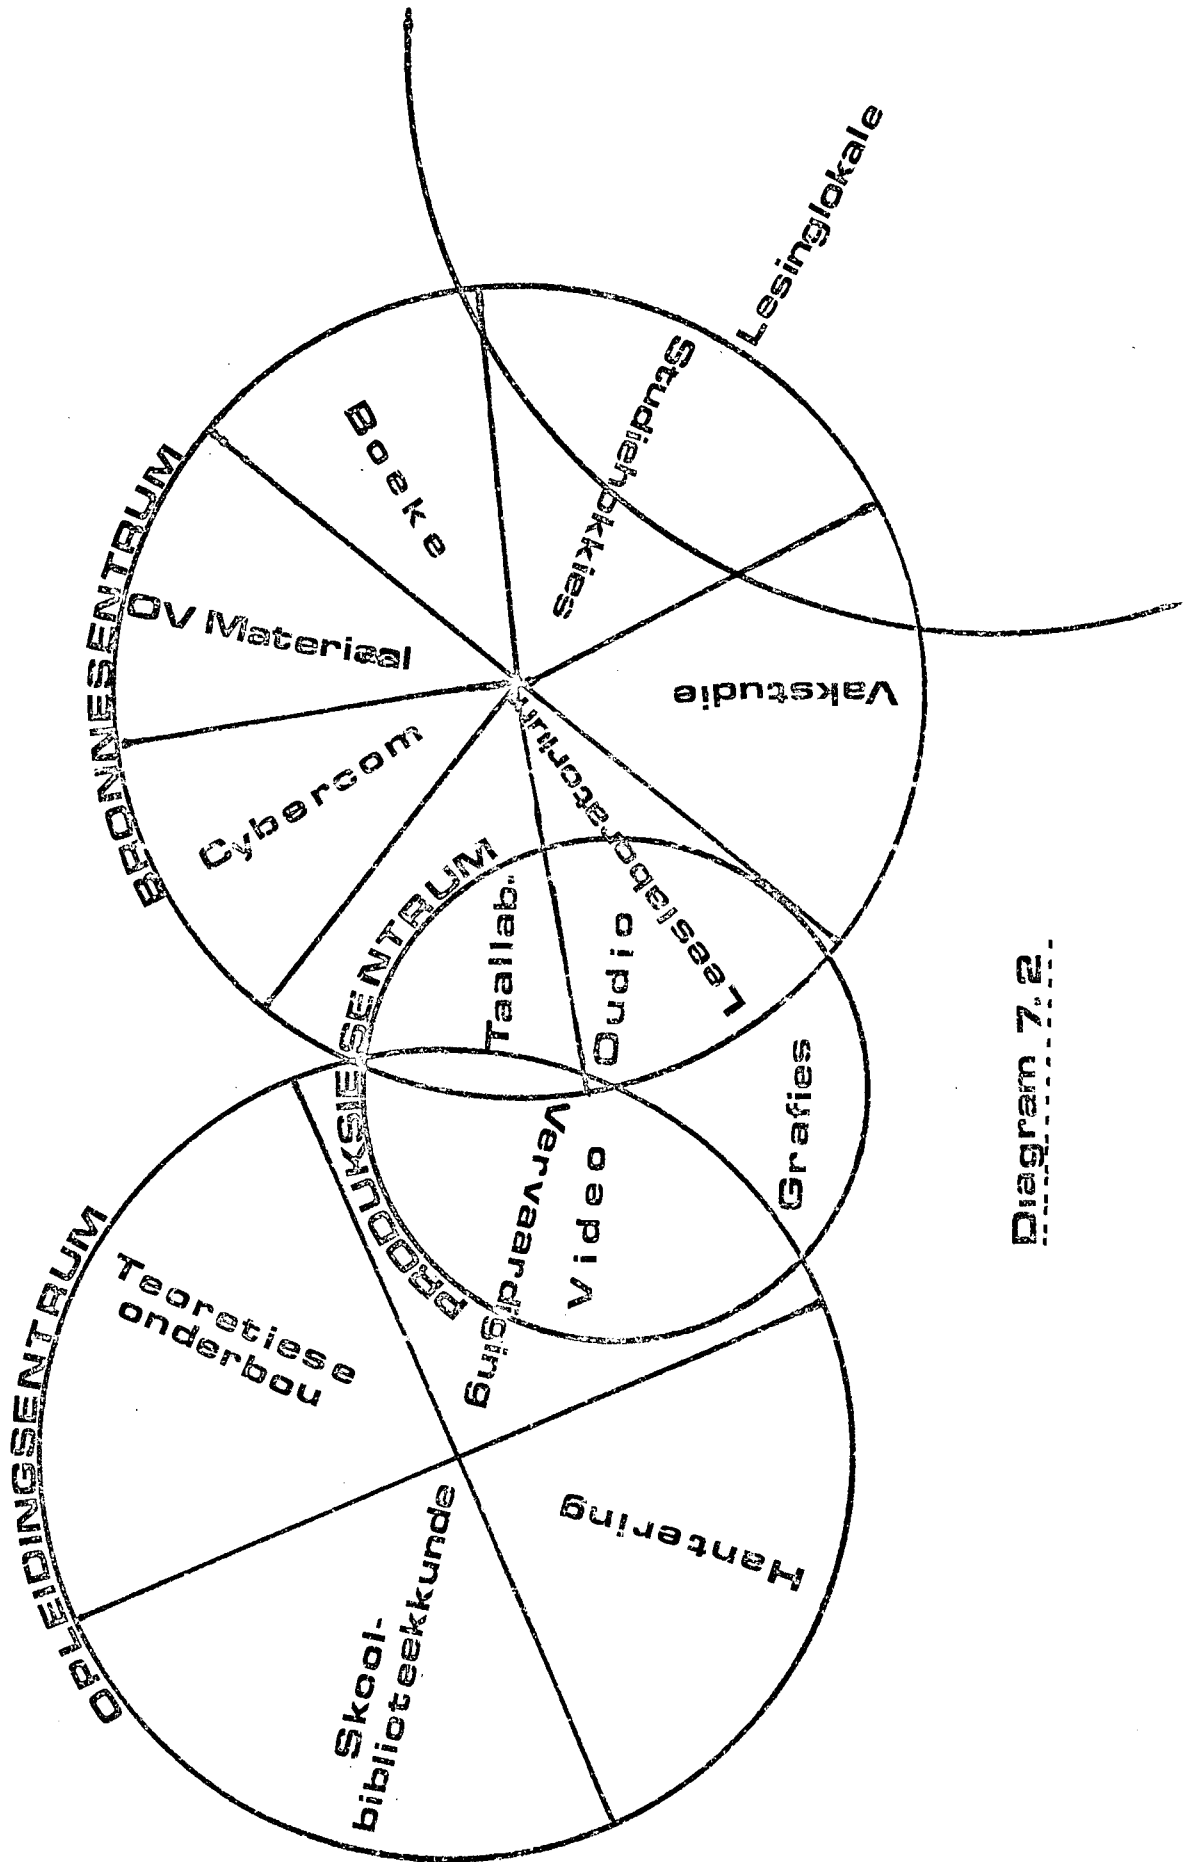 OPLEIDINGSENTRUM
Teoretiese
onderbou
Skool-
biblioteekkunde
Hantering
Vervaardiging
PRODUKSIESENTRUM
Video
Oudio
Grafies
BRONNESENTRUM
Cybercom
OV Materiaal
Boeke
Studiehokkies
Vakstudie
Leeslaboratorium
Taallab.
Lesinglokale
Diagram 7.2